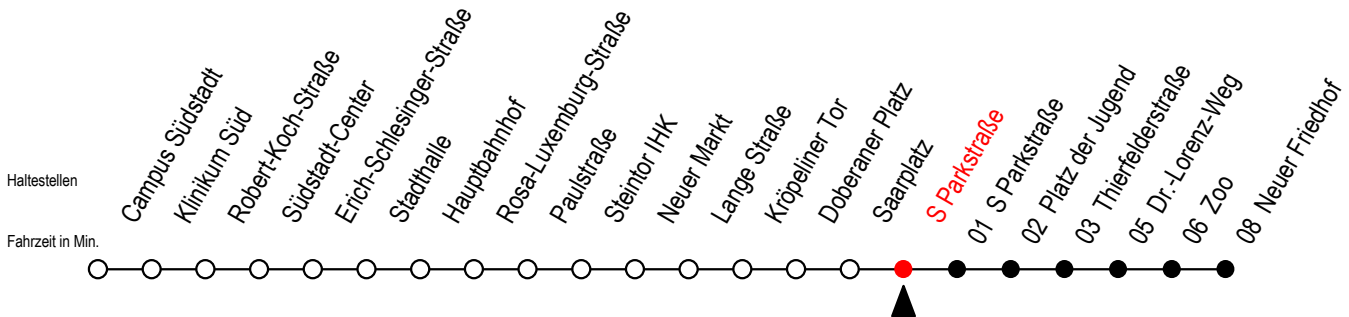 Haltestellen
Fahrzeit in Min.
Campus Südstadt
Klinikum Süd
Robert-Koch-Straße
Südstadt-Center
Erich-Schlesinger-Straße
Stadthalle
Hauptbahnhof
Rosa-Luxemburg-Straße
Paulstraße
Steintor IHK
Neuer Markt
Lange Straße
Kröpeliner Tor
Doberaner Platz
Saarplatz
S Parkstraße
01 S Parkstraße
02 Platz der Jugend
03 Thierfelderstraße
05 Dr.-Lorenz-Weg
06 Zoo
08 Neuer Friedhof